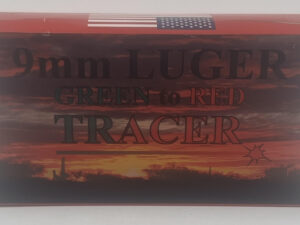 9mm LUGER
GREEN to RED
TRACER